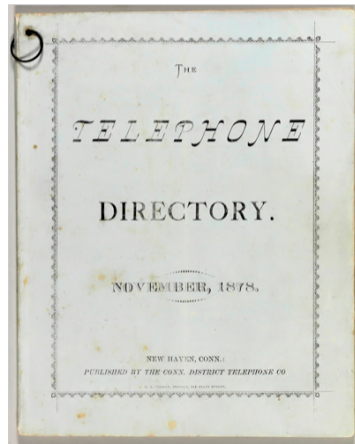 THE
TELEPHONE
DIRECTORY.
NOVEMBER, 1878.
NEW HAVEN, CONN.:
PUBLISHED BY THE CONN. DISTRICT TELEPHONE CO